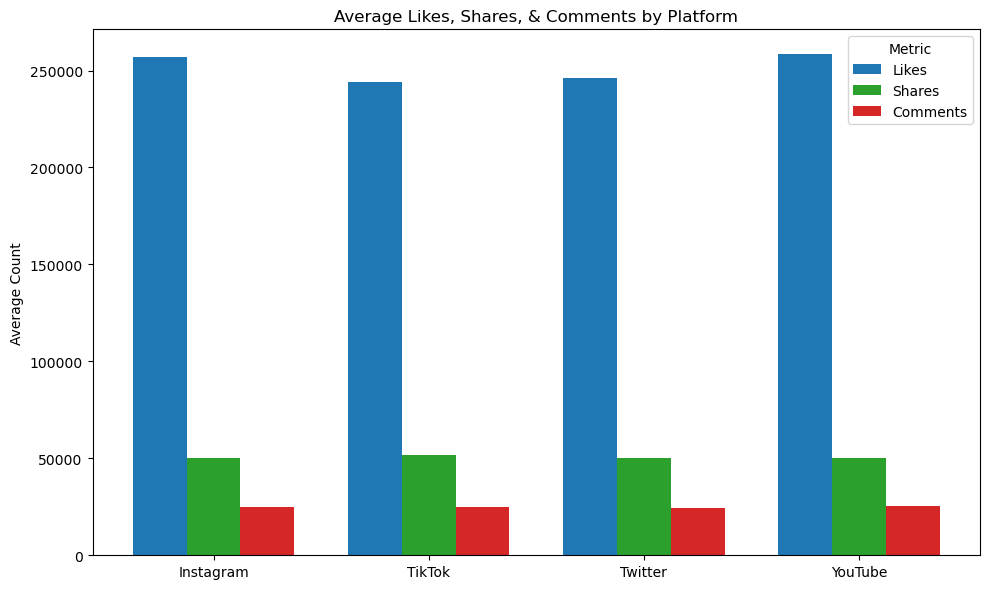 Average Likes, Shares, & Comments by Platform
Metric
Likes
Shares
Comments
Average Count
250000
200000
150000
100000
50000
0
Instagram
TikTok
Twitter
YouTube